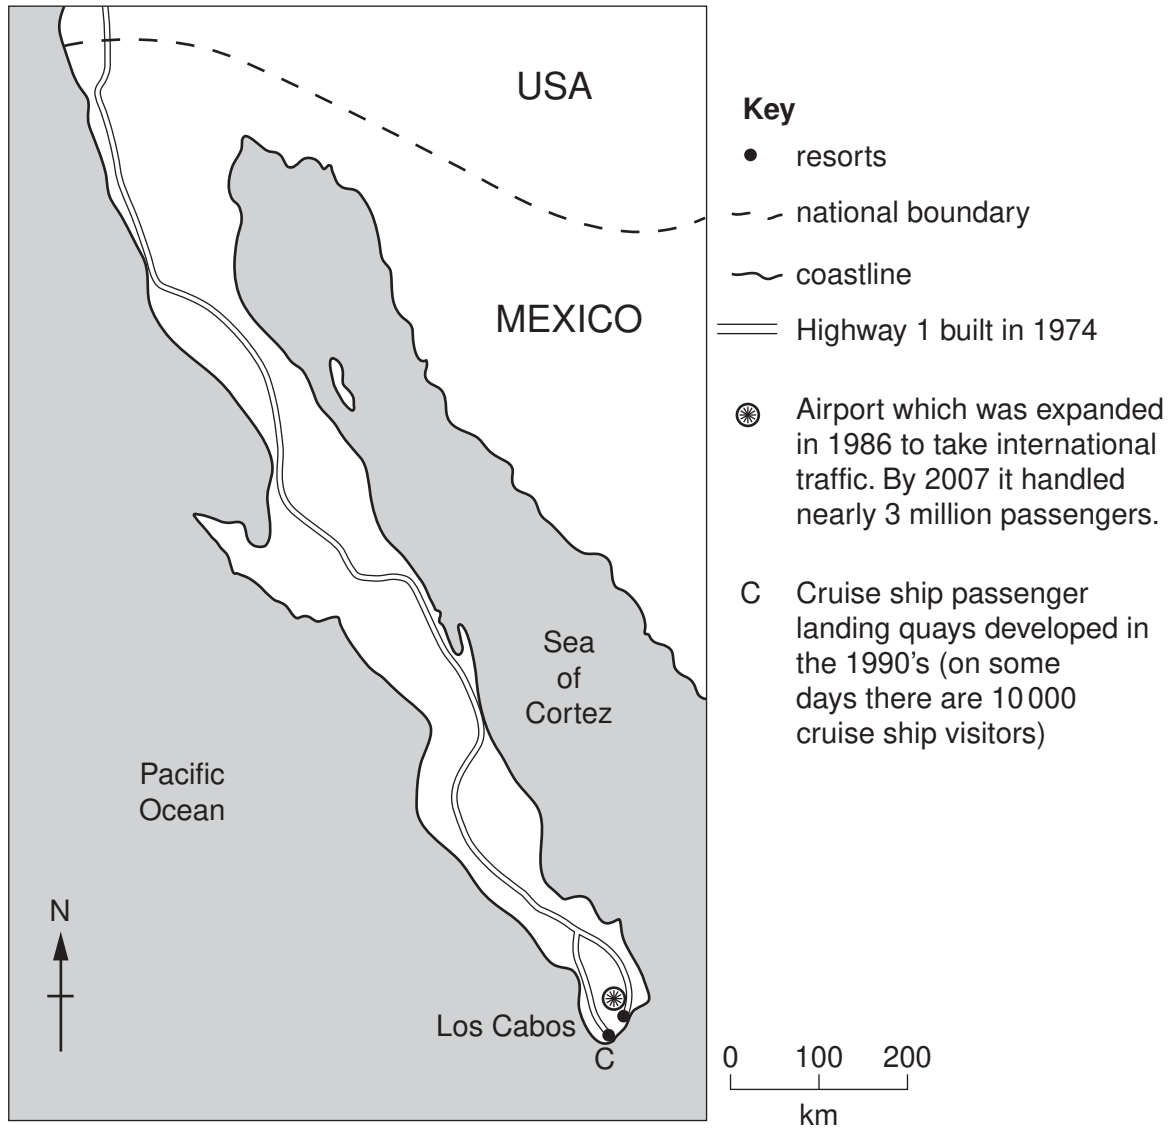 USA
MEXICO
Sea
of
Cortez
Pacific
Ocean
N
Los Cabos
C
Key
resorts
national boundary
coastline
Highway 1 built in 1974
Airport which was expanded
in 1986 to take international
traffic. By 2007 it handled
nearly 3 million passengers.
C Cruise ship passenger
landing quays developed in
the 1990's (on some
days there are 10 000
cruise ship visitors)
0 100 200
km